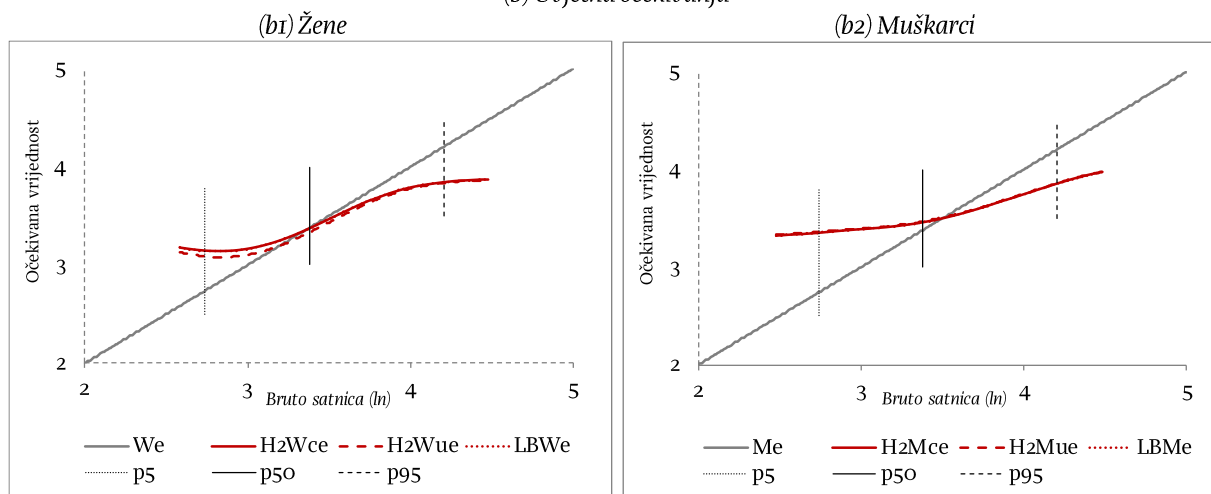 (b1) Žene
(b2) Muškarci
5
4
3
2
Očekivana vrijednost
2
3
4
5
Bruto satnica (ln)
We
H2Wce
H2Wue
LBWe
p5
p50
p95
5
4
3
2
Očekivana vrijednost
2
3
4
5
Bruto satnica (ln)
Me
H2Mce
H2Mue
LBMe
p5
p50
p95